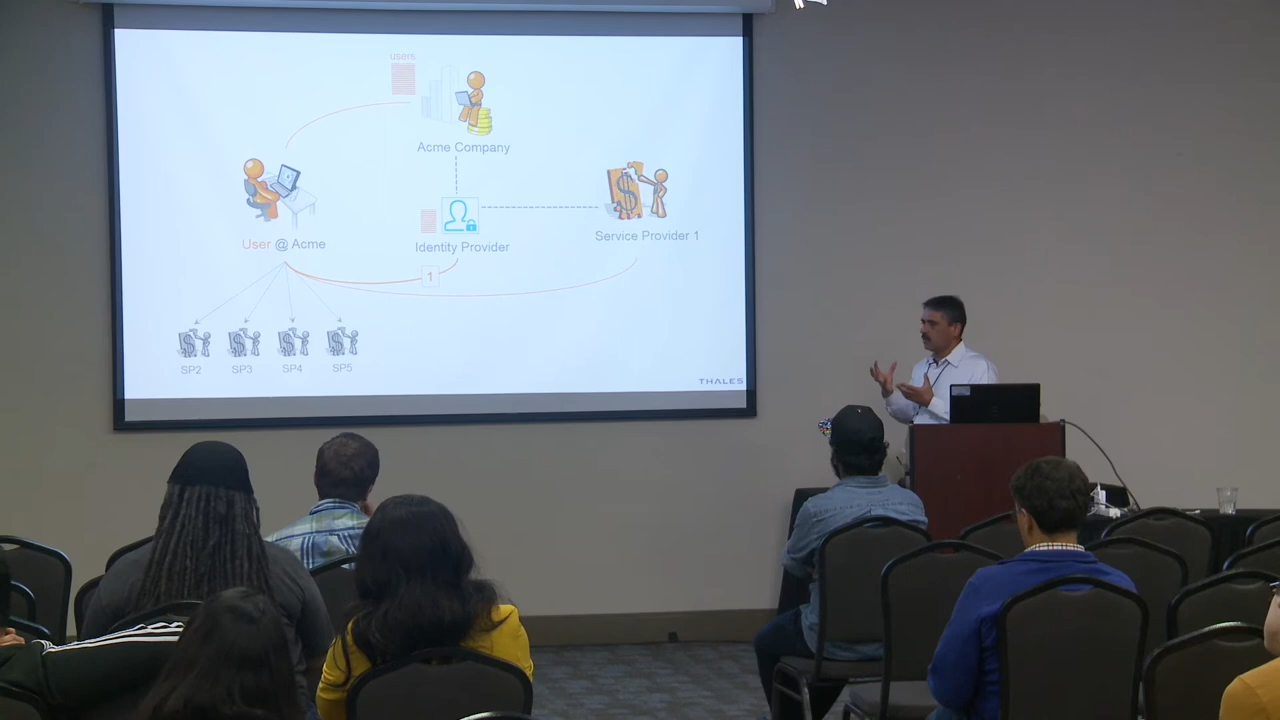 users
Acme Company
User @ Acme
Identity Provider
Service Provider 1
1
SP2
SP3
SP4
SP5
THALES